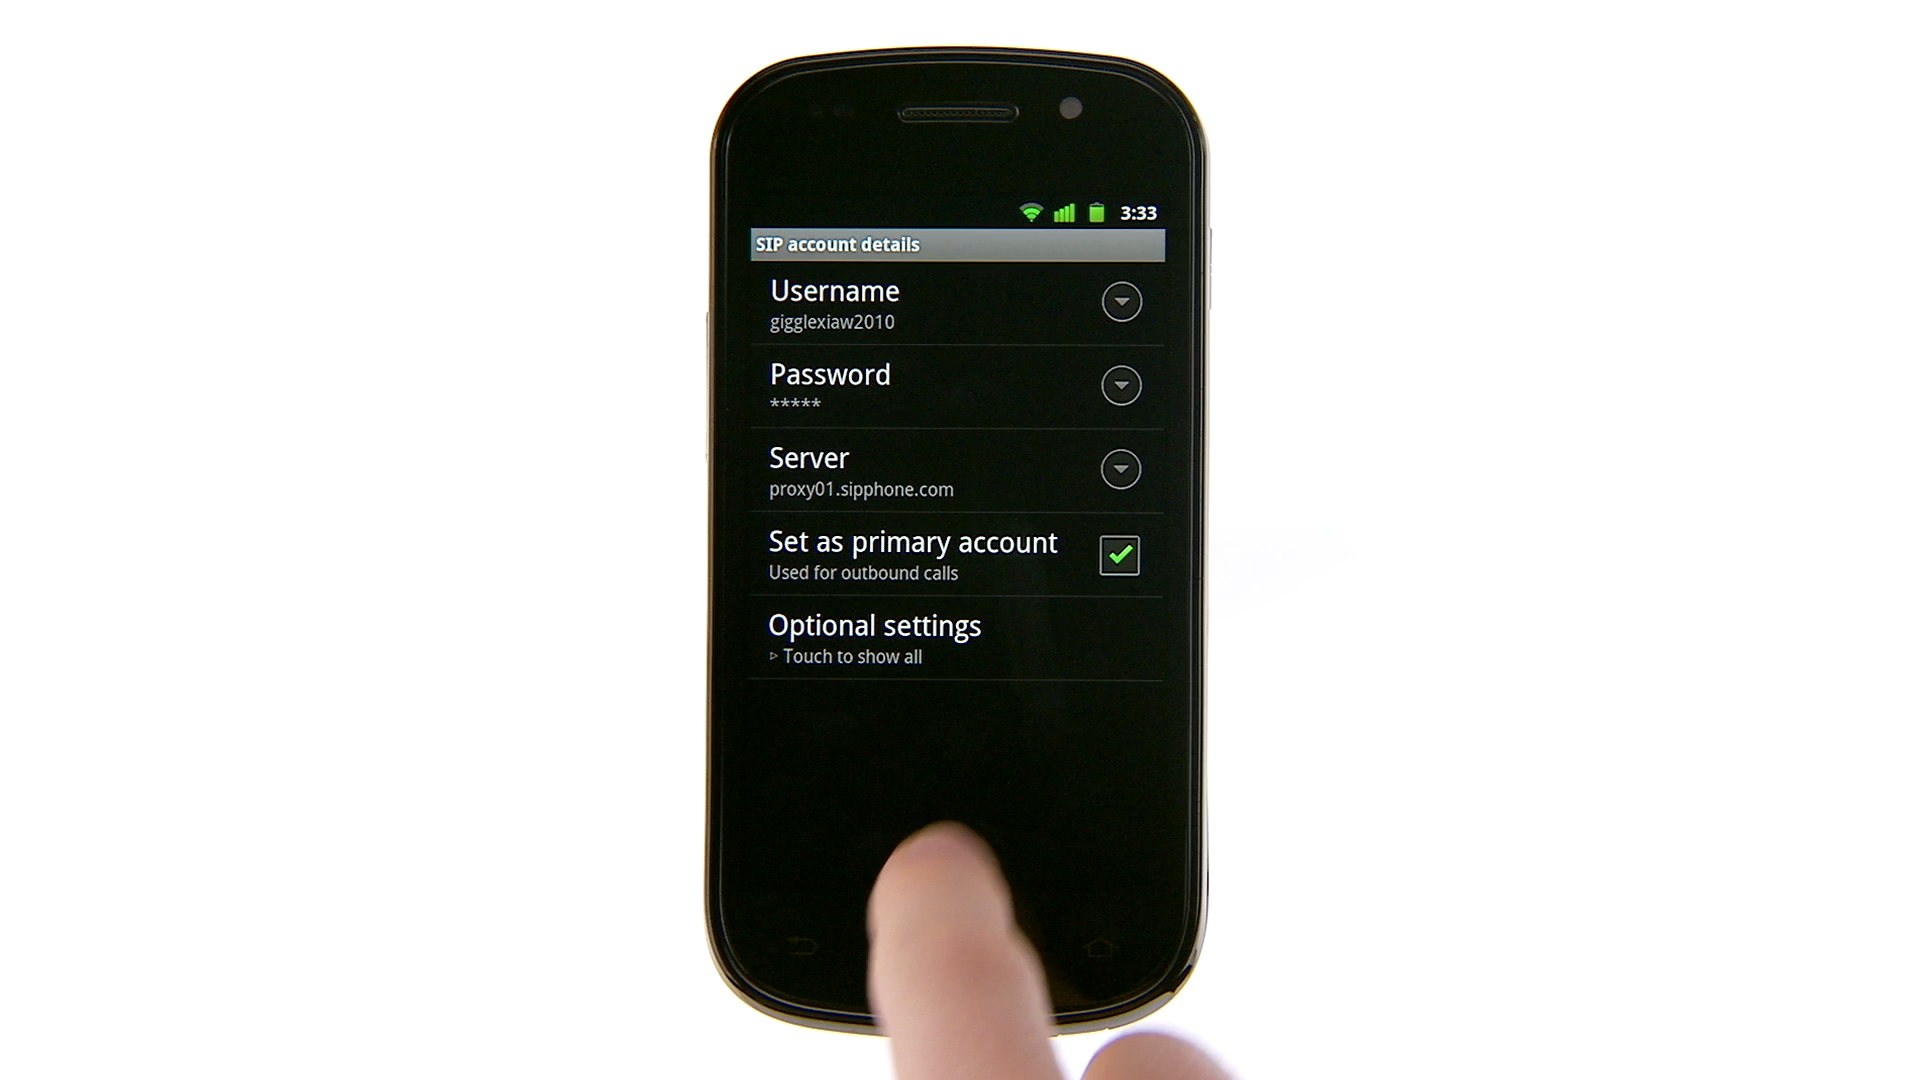 3:33
SIP account details
Username
gigglexiaw2010
Password
*****
Server
proxy01.sipphone.com
Set as primary account
Used for outbound calls
Optional settings
▹ Touch to show all